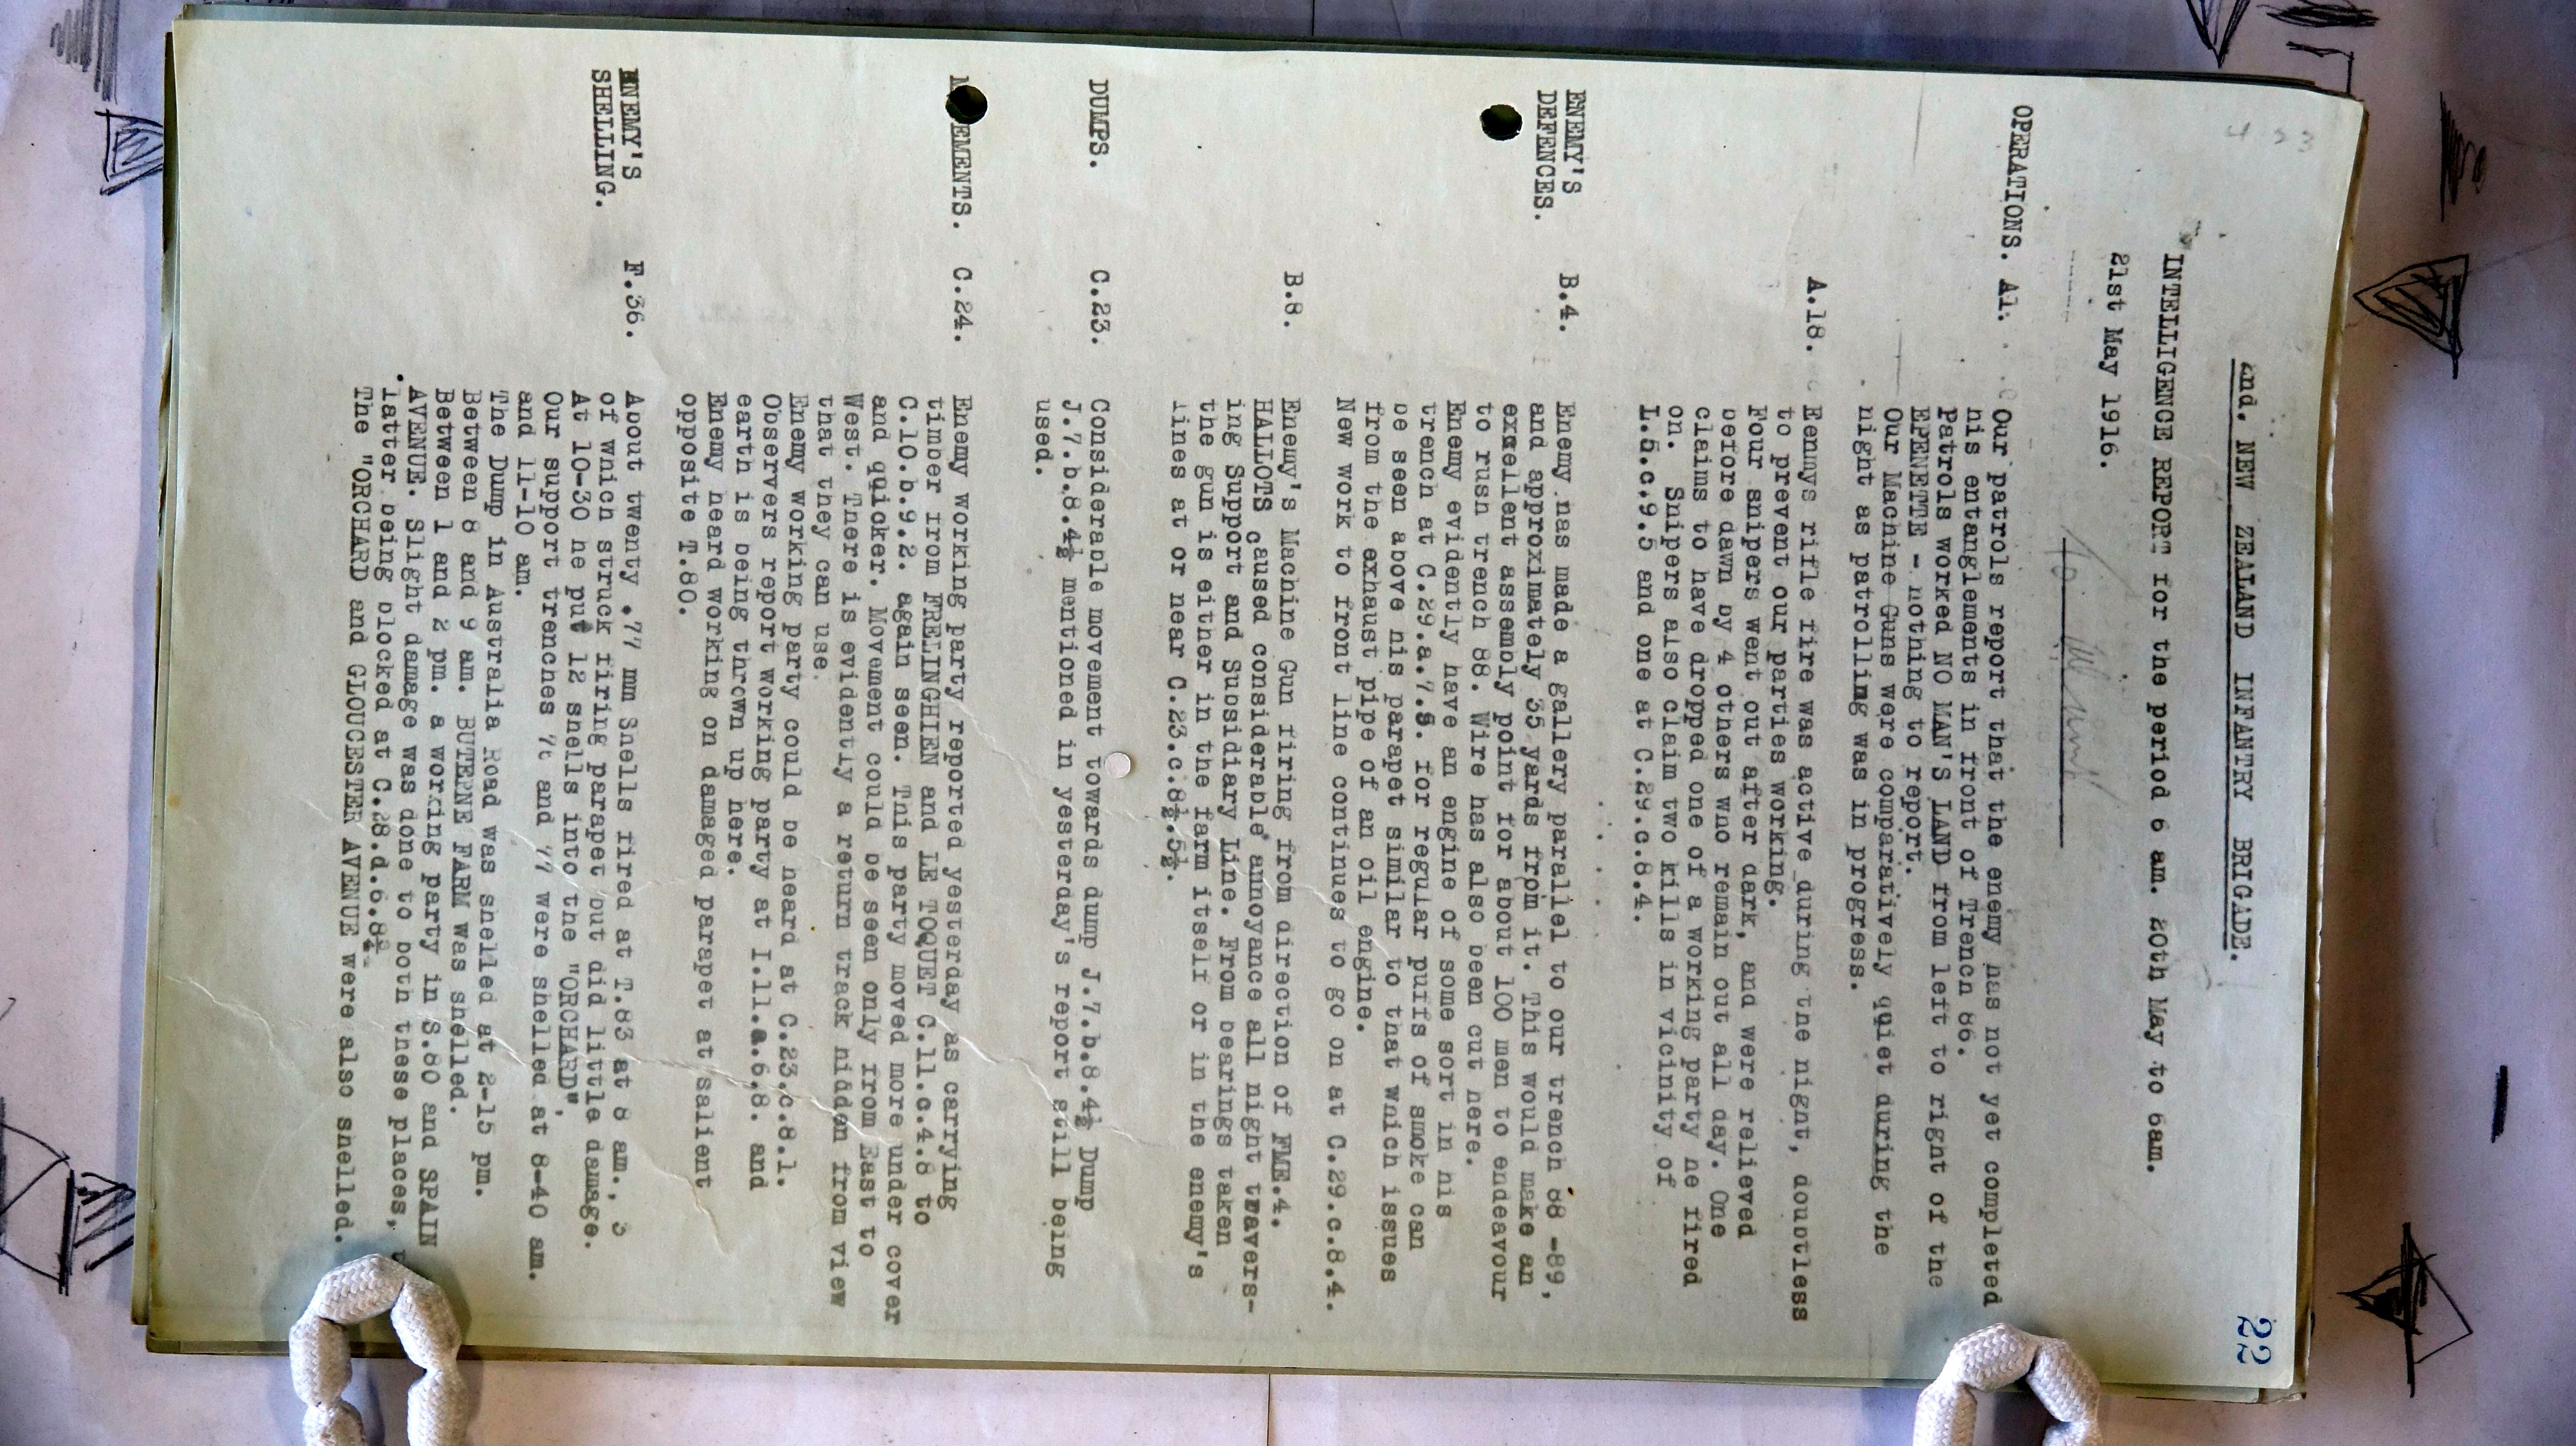 4 23
22
2nd. NEW ZEALAND INFANTRY BRIGADE.
INTELLIGENCE REPORT for the period 6 am. 20th May to 6am.
21st May 1916.
OPERATIONS. A1. Our patrols report that the enemy has not yet completed
his entanglements in front of Trench 86.
Patrols worked NO MAN'S LAND from left to right of the
EPENETTE - nothing to report.
Our Machine Guns were comparatively quiet during the
night as patrolling was in progress.
A.18. Eenmys rifle fire was active during the night, doubtless
to prevent our parties working.
Four snipers went out after dark, and were relieved
before dawn by 4 others who remain out all day. One
claims to have dropped one of a working party he fired
on. Snipers also claim two kills in vicinity of
L.5.c.9.5 and one at C.29.c.8.4.
ENEMY'S DEFENCES. B.4. Enemy has made a gallery parallel to our trench 88 -89,
and approximately 35 yards from it. This would make an
excellent assembly point for about 100 men to endeavour
to rush trench 88. Wire has also been cut here.
Enemy evidently have an engine of some sort in his
trench at C.29.a.7.8. for regular puffs of smoke can
be seen above his parapet similar to that which issues
from the exhaust pipe of an oil engine.
New work to front line continues to go on at C.29.c.8.4.
B.8. Enemy's Machine Gun firing from direction of FME.4.
HALLOTS caused considerable annoyance all night travers-
ing Support and Subsidiary Line. From bearings taken
the gun is either in the farm itself or in the enemy's
lines at or near C.23.c.8½.5½.
DUMPS. C.23. Considerable movement towards dump J.7.b.8.4½ Dump
J.7.b.8.4½ mentioned in yesterday's report still being
used.
EMENTS. C.24. Enemy working party reported yesterday as carrying
timber from FRELINGHIEN and LE TOQUET C.11.c.4.8 to
C.10.b.9.2. again seen. This party moved more under cover
and quicker. Movement could be seen only from East to
West. There is evidently a return track hidden from view
that they can use.
Enemy working party could be heard at C.23.c.8.1.
Observers report working party at I.11.a.6.8. and
earth is being thrown up here.
Enemy heard working on damaged parapet at salient
opposite T.80.
ENEMY'S SHELLING. F.36. About twenty .77 mm Shells fired at T.83 at 8 am., 3
of which struck firing parapet but did little damage.
At 10-30 he put 12 shells into the "ORCHARD",
Our support trenches 7t and 77 were shelled at 8-40 am.
and 11-10 am.
The Dump in Australia Road was shelled at 2-15 pm.
Between 8 and 9 am. BUTERNE FARM was shelled.
Between 1 and 2 pm. a working party in S.80 and SPAIN
AVENUE. Slight damage was done to both these places,
latter being blocked at C.28.d.6.8½
The "ORCHARD and GLOUCESTER AVENUE were also shelled.